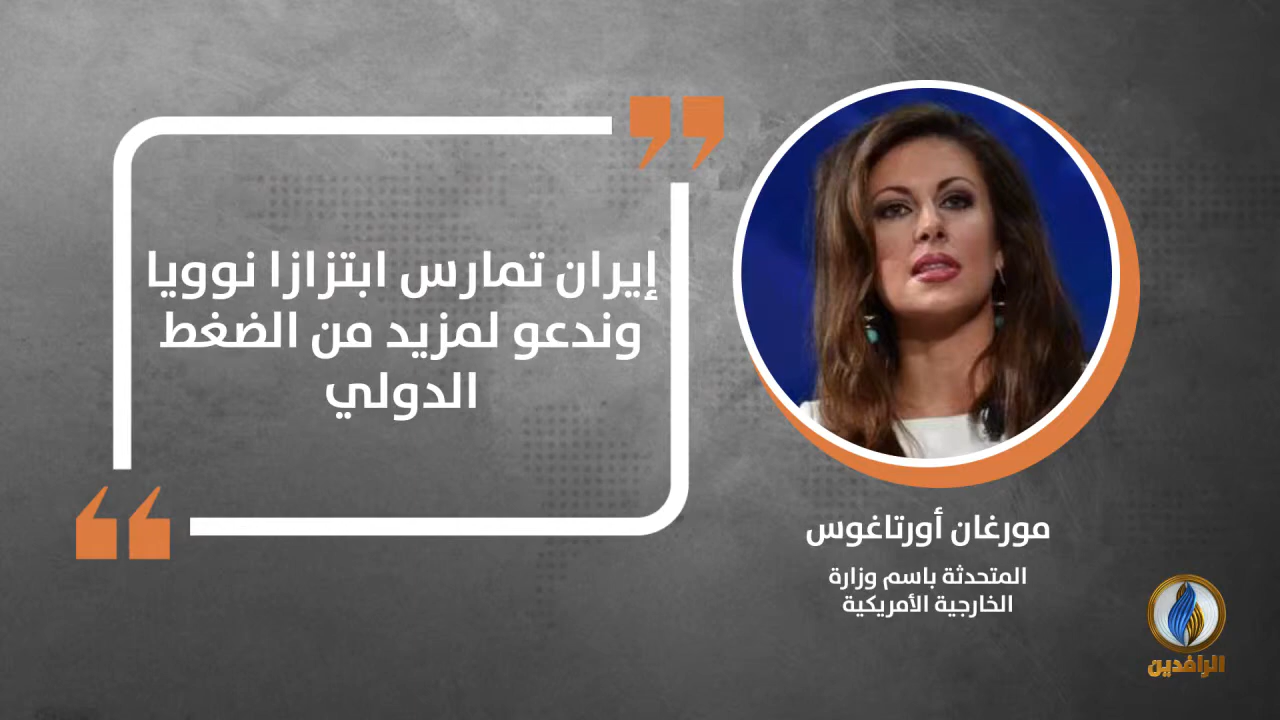 إيران تمارس ابتزازا نوويا
وندعو لمزيد من الضغط
الدولي
مورغان أورتاغوس
المتحدثة باسم وزارة
الخارجية الأمريكية
الرافدين